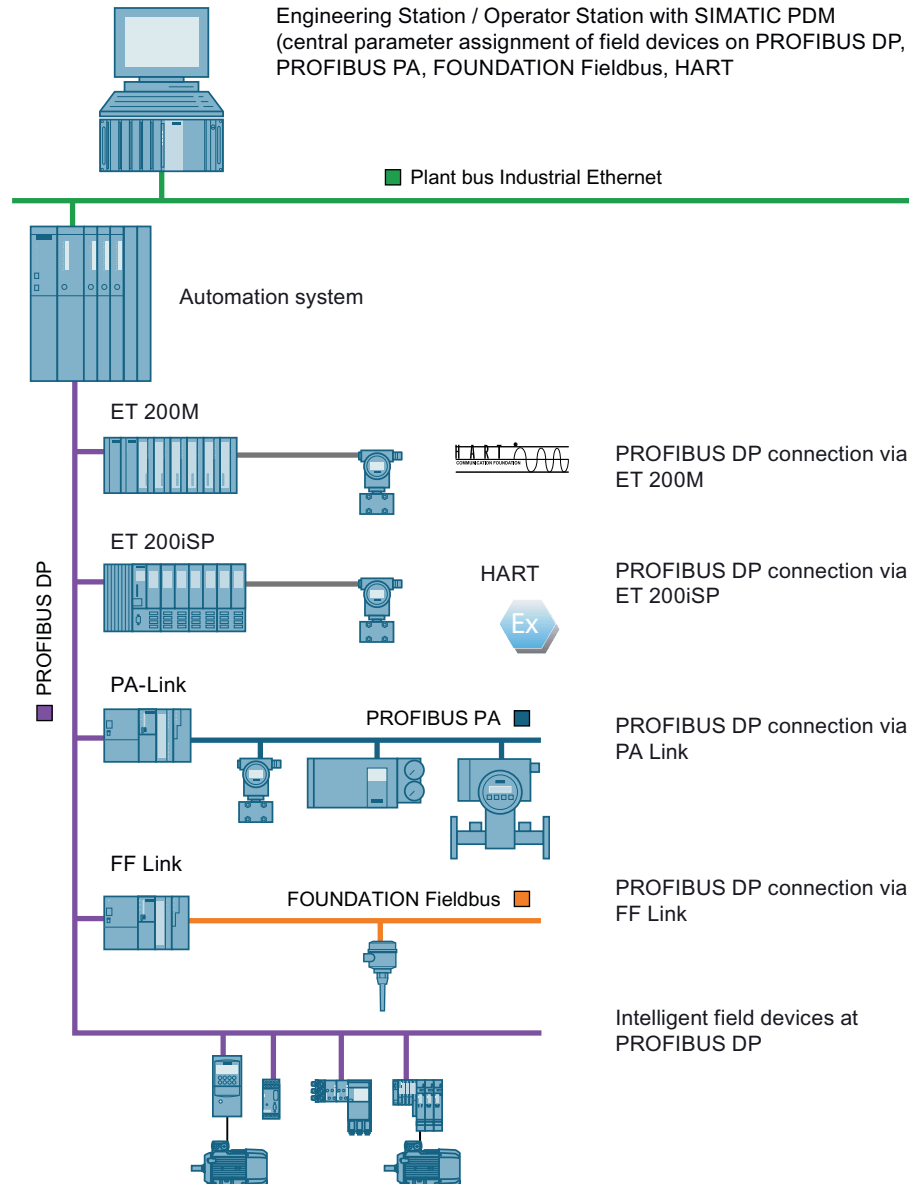 Engineering Station / Operator Station with SIMATIC PDM
(central parameter assignment of field devices on PROFIBUS DP,
PROFIBUS PA, FOUNDATION Fieldbus, HART
Plant bus Industrial Ethernet
Automation system
ET 200M
HART
COMMUNICATION FOUNDATION
PROFIBUS DP connection via
ET 200M
ET 200iSP
HART
Ex
PROFIBUS DP connection via
ET 200iSP
PROFIBUS DP
PA-Link
PROFIBUS PA
PROFIBUS DP connection via
PA Link
FF Link
FOUNDATION Fieldbus
PROFIBUS DP connection via
FF Link
Intelligent field devices at
PROFIBUS DP